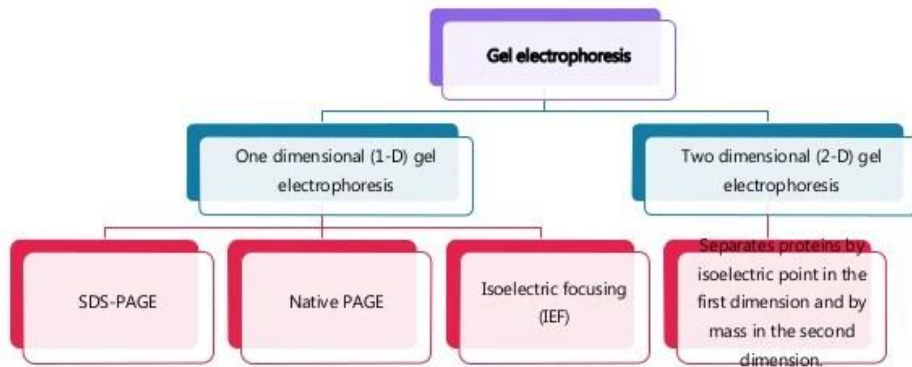 Gel electrophoresis
One dimensional (1-D) gel
electrophoresis
Two dimensional (2-D) gel
electrophoresis
SDS-PAGE
Native PAGE
Isoelectric focusing
(IEF)
Separates proteins by
isoelectric point in the
first dimension and by
mass in the second
dimension.